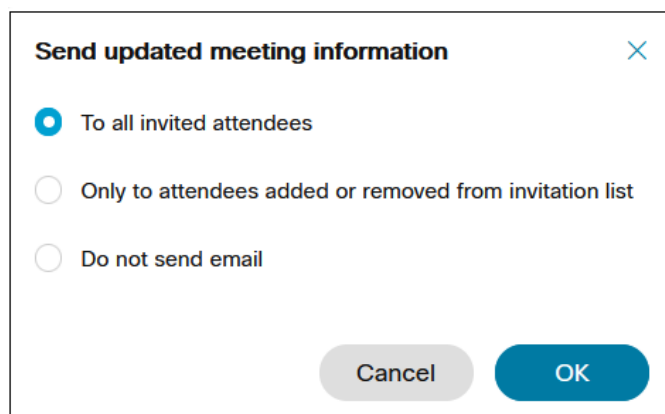 Send updated meeting information
To all invited attendees
Only to attendees added or removed from invitation list
Do not send email
Cancel
OK